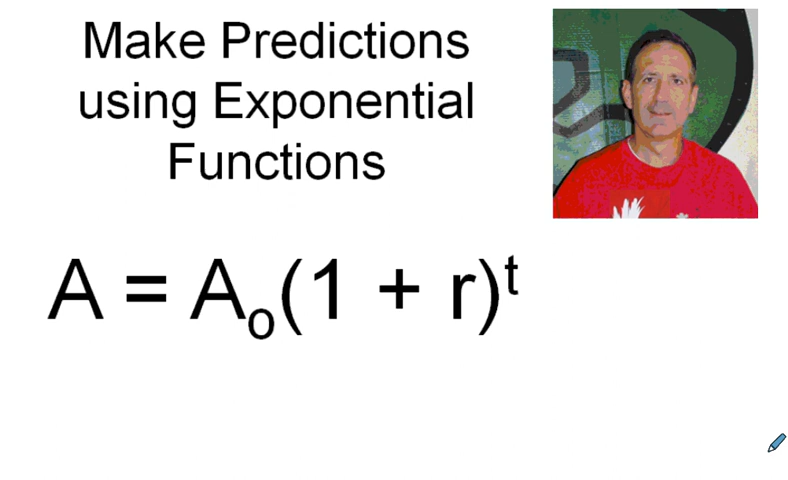 Make Predictions
using Exponential
Functions
A = Aₒ(1 + r)ᵗ